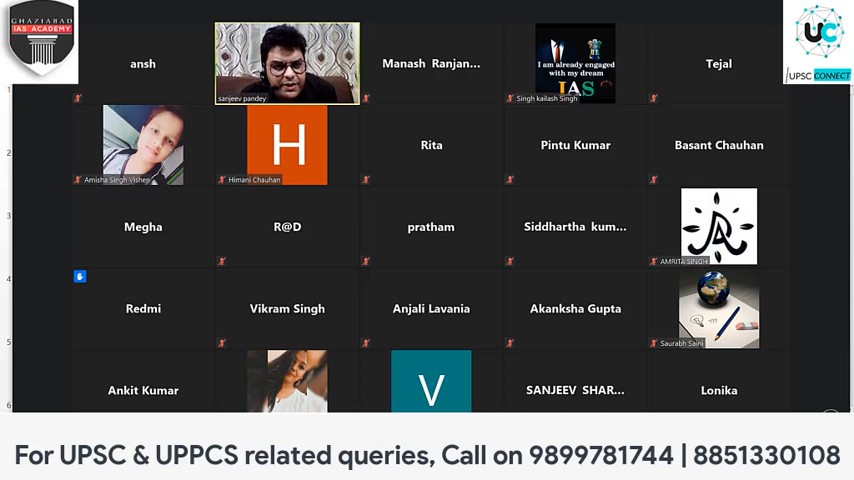 GHAZIABAD
IAS ACADEMY
UC
UPSC CONNECT
ansh
sanjeev pandey
Manash Ranjan...
I am already engaged
with my dream
IAS
Singh kailash Singh
Tejal
1
Amisha Singh Vishen
H
Himani Chauhan
Rita
Pintu Kumar
Basant Chauhan
2
Megha
R@D
pratham
Siddhartha kum...
AMRITA SINGH
3
Redmi
Vikram Singh
Anjali Lavania
Akanksha Gupta
Saurabh Saini
4
5
Ankit Kumar
V
SANJEEV SHAR...
Lonika
6
For UPSC & UPPCS related queries, Call on 9899781744 | 8851330108